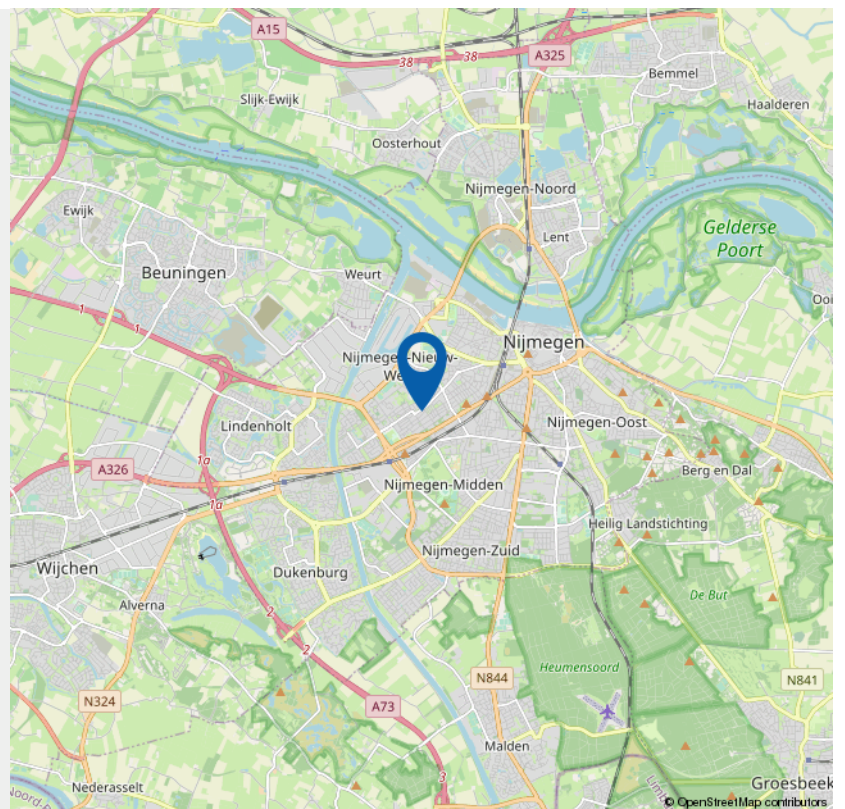 A15
38
38
A325
Bemmel
Slijk-Ewijk
Haalderen
Oosterhout
Nijmegen-Noord
Ewijk
Lent
Gelderse
Poort
Beuningen
Weurt
1
1
Nijmegen
Nijmegen-Nieuw-
Lindenholt
Nijmegen-Oost
1a
A326
Berg en Dal
Nijmegen-Midden
1a
Heilig Landstichting
Nijmegen-Zuid
Wijchen
Dukenburg
De But
Alverna
2
2
Heumensoord
N844
N841
N324
A73
Malden
3
Nederasselt
Groesbeek
© OpenStreetMap contributors